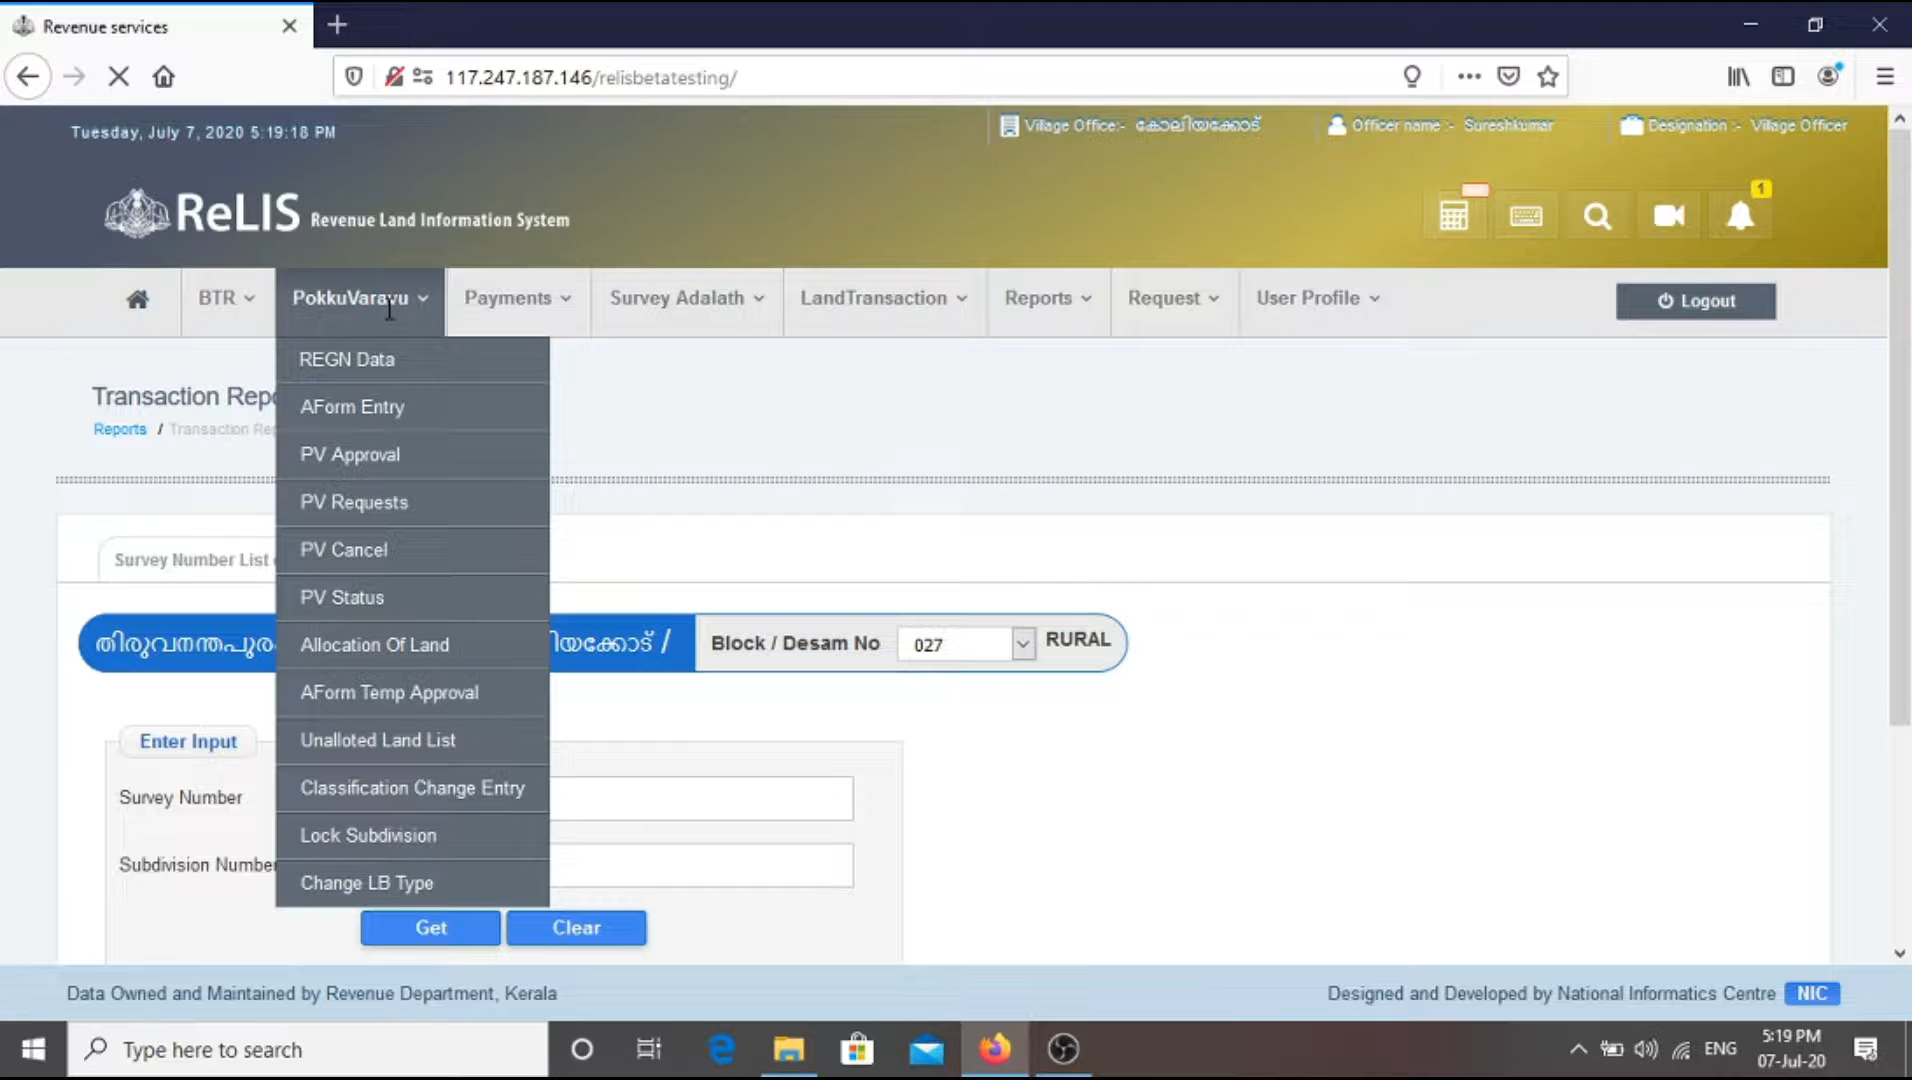 Revenue services
117.247.187.146/relisbetatesting/
Tuesday, July 7, 2020 5:19:18 PM
Village Office:- കോലിയക്കോട്
Officer name :- Sureshkumar
Designation :- Village Officer
ReLIS Revenue Land Information System
1
BTR
PokkuVaravu
Payments
Survey Adalath
LandTransaction
Reports
Request
User Profile
Logout
REGN Data
AForm Entry
PV Approval
PV Requests
PV Cancel
PV Status
Allocation Of Land
AForm Temp Approval
Unalloted Land List
Classification Change Entry
Lock Subdivision
Change LB Type
Transaction Repo
Reports / Transaction Rep
Survey Number List
തിരുവനന്തപുര
ിയക്കോട് /
Block / Desam No
027
RURAL
Enter Input
Survey Number
Subdivision Number
Get
Clear
Data Owned and Maintained by Revenue Department, Kerala
Designed and Developed by National Informatics Centre NIC
Type here to search
ENG
5:19 PM
07-Jul-20